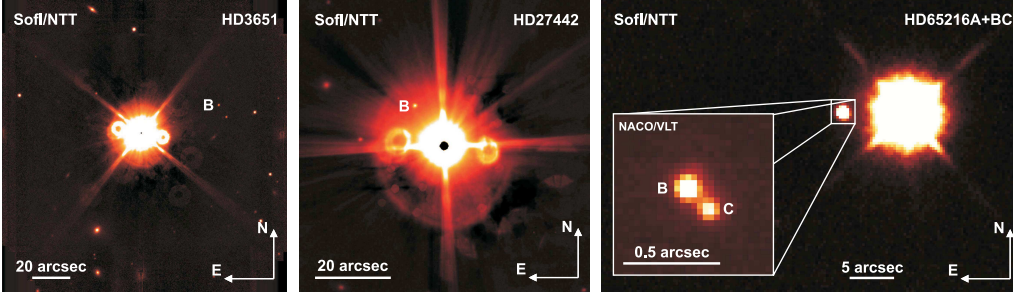 SofI/NTT
HD3651
B
N
E
20 arcsec
SofI/NTT
HD27442
B
N
E
20 arcsec
SofI/NTT
HD65216A+BC
NACO/VLT
B
C
0.5 arcsec
N
E
5 arcsec